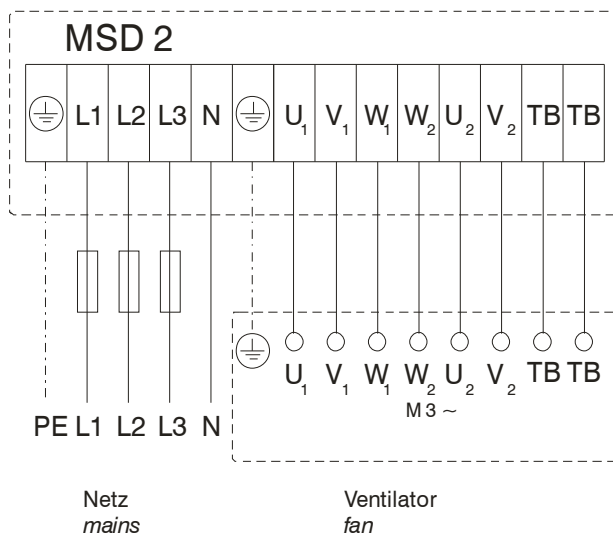 MSD 2
L1 L2 L3 N U1 V1 W1 W2 U2 V2 TB TB
U1 V1 W1 W2 U2 V2 TB TB
M 3 ~
PE L1 L2 L3 N
Netz
mains
Ventilator
fan